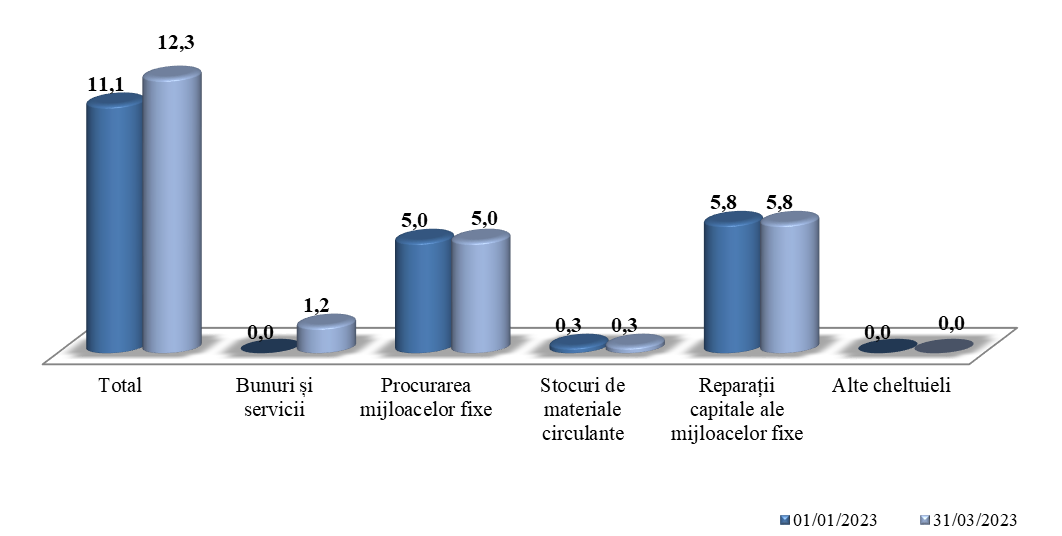 12,3
11,1
0,0
1,2
5,0
5,0
0,3
0,3
5,8
5,8
0,0
0,0
Total
Bunuri și
servicii
Procurarea
mijloacelor fixe
Stocuri de
materiale
circulante
Reparații
capitale ale
mijloacelor fixe
Alte cheltuieli
01/01/2023
31/03/2023